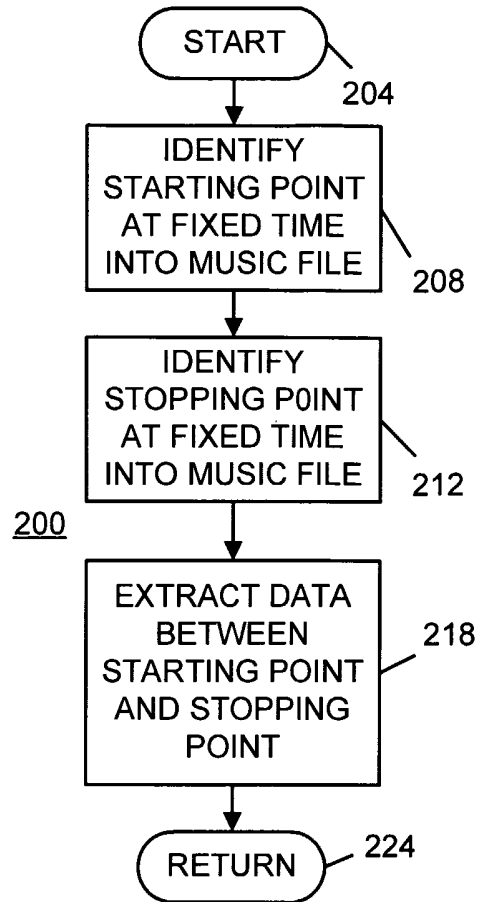 START
204
IDENTIFY
STARTING POINT
AT FIXED TIME
INTO MUSIC FILE
208
IDENTIFY
STOPPING P0INT
AT FIXED TIME
INTO MUSIC FILE
212
200
EXTRACT DATA
BETWEEN
STARTING POINT
AND STOPPING
POINT
218
RETURN
224